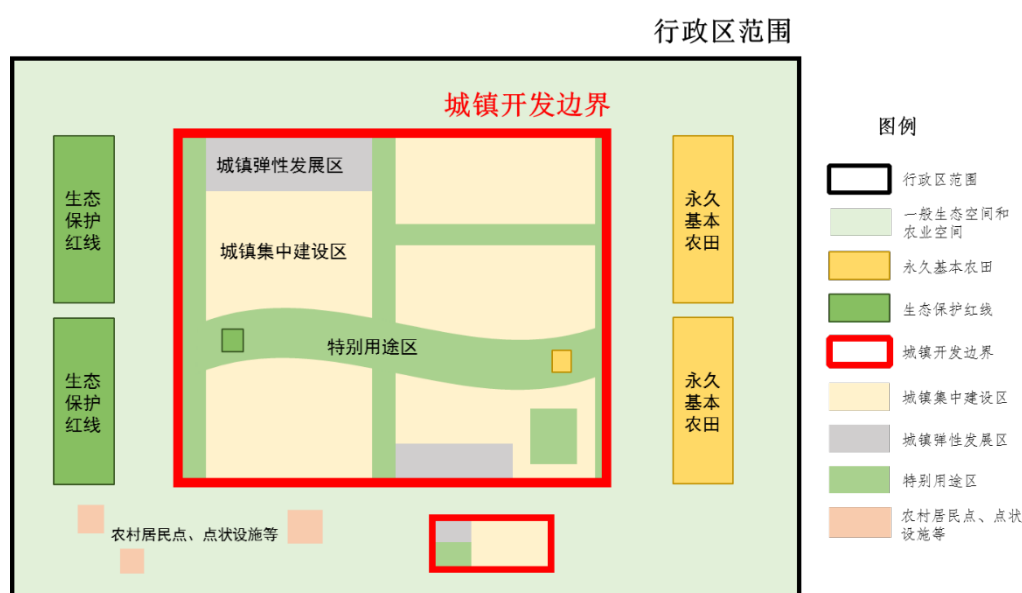 行政区范围
城镇开发边界
城镇弹性发展区
生态
保护
红线
永久
基本
农田
城镇集中建设区
特别用途区
生态
保护
红线
永久
基本
农田
农村居民点、点状设施等
图例
行政区范围
一般生态空间和
农业空间
永久基本农田
生态保护红线
城镇开发边界
城镇集中建设区
城镇弹性发展区
特别用途区
农村居民点、点状
设施等